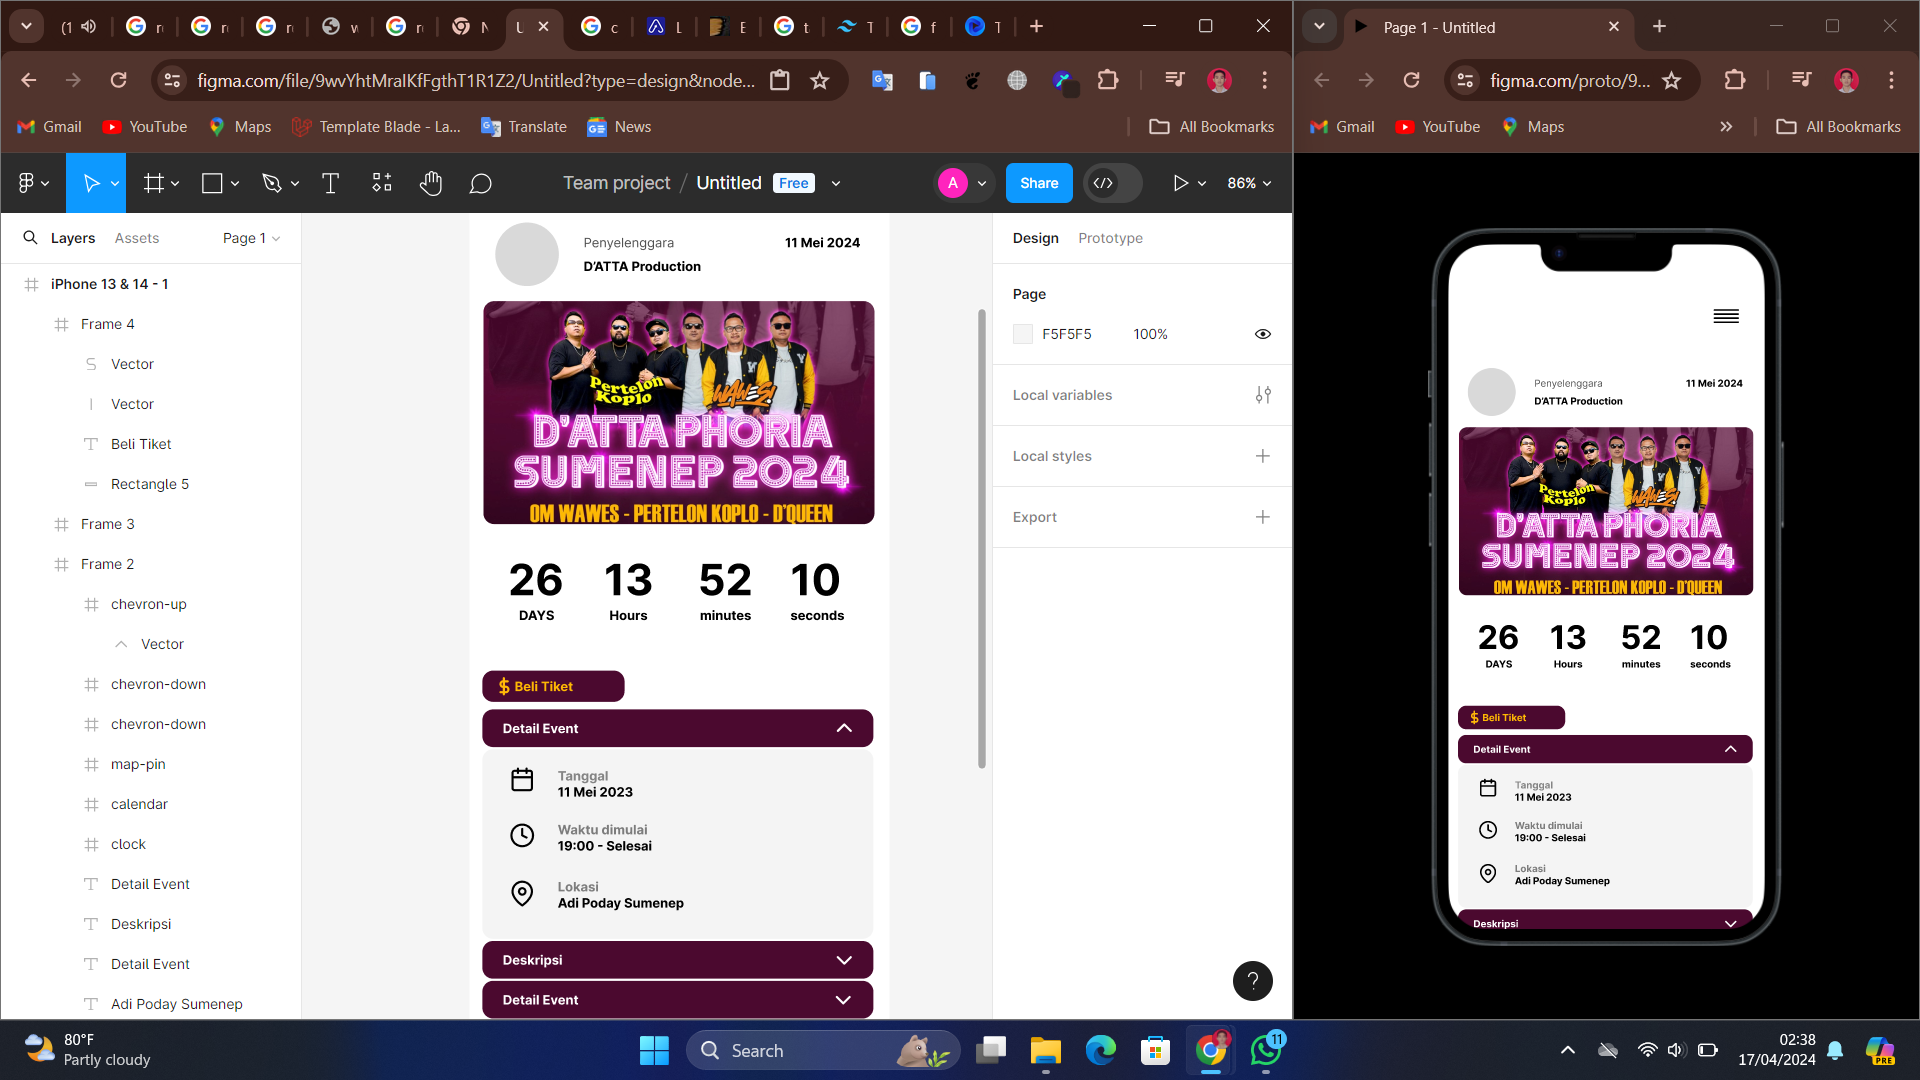 (1
r
r
r
w
r
N
U
c
L
E
t
T
f
T
figma.com/file/9wvYhtMraIKfFgthT1R1Z2/Untitled?type=design&node...
Gmail
YouTube
Maps
Template Blade - La...
Translate
News
All Bookmarks
Team project / Untitled
Free
A
Share
86%
Layers
Assets
Page 1
iPhone 13 & 14 - 1
Frame 4
Vector
Vector
Beli Tiket
Rectangle 5
Frame 3
Frame 2
chevron-up
Vector
chevron-down
chevron-down
map-pin
calendar
clock
Detail Event
Deskripsi
Detail Event
Adi Poday Sumenep
Penyelenggara
11 Mei 2024
D'ATTA Production
Pertelon
Koplo
WAWES!
D'ATTA PHORIA
SUMENEP 2024
OM WAWES - PERTELON KOPLO - D'QUEEN
26 13 52 10
DAYS Hours minutes seconds
$ Beli Tiket
Detail Event
Tanggal
11 Mei 2023
Waktu dimulai
19:00 - Selesai
Lokasi
Adi Poday Sumenep
Deskripsi
Detail Event
Design
Prototype
Page
F5F5F5 100%
Local variables
Local styles
Export
?
Page 1 - Untitled
figma.com/proto/9...
Gmail
YouTube
Maps
All Bookmarks
Penyelenggara
11 Mei 2024
D'ATTA Production
Pertelon
Koplo
WAWES!
D'ATTA PHORIA
SUMENEP 2024
OM WAWES - PERTELON KOPLO - D'QUEEN
26 13 52 10
DAYS Hours minutes seconds
$ Beli Tiket
Detail Event
Tanggal
11 Mei 2023
Waktu dimulai
19:00 - Selesai
Lokasi
Adi Poday Sumenep
Deskripsi
80°F
Partly cloudy
Search
11
02:38
17/04/2024
PRE